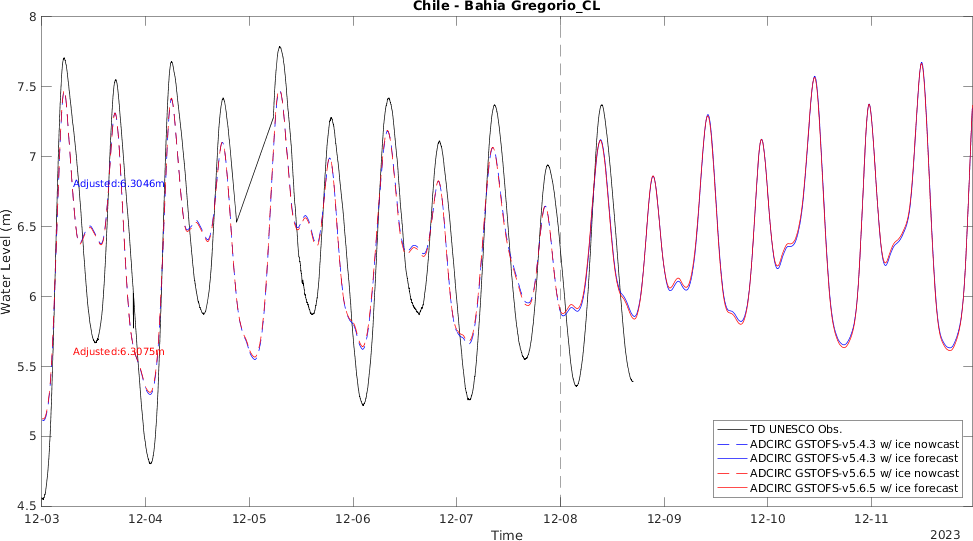 Chile - Bahia Gregorio_CL
8
7.5
7
6.5
6
5.5
5
4.5
Water Level (m)
Adjusted:6.3046m
Adjusted:6.3075m
TD UNESCO Obs.
ADCIRC GSTOFS-v5.4.3 w/ ice nowcast
ADCIRC GSTOFS-v5.4.3 w/ ice forecast
ADCIRC GSTOFS-v5.6.5 w/ ice nowcast
ADCIRC GSTOFS-v5.6.5 w/ ice forecast
12-03 12-04 12-05 12-06 12-07 12-08 12-09 12-10 12-11
Time
2023